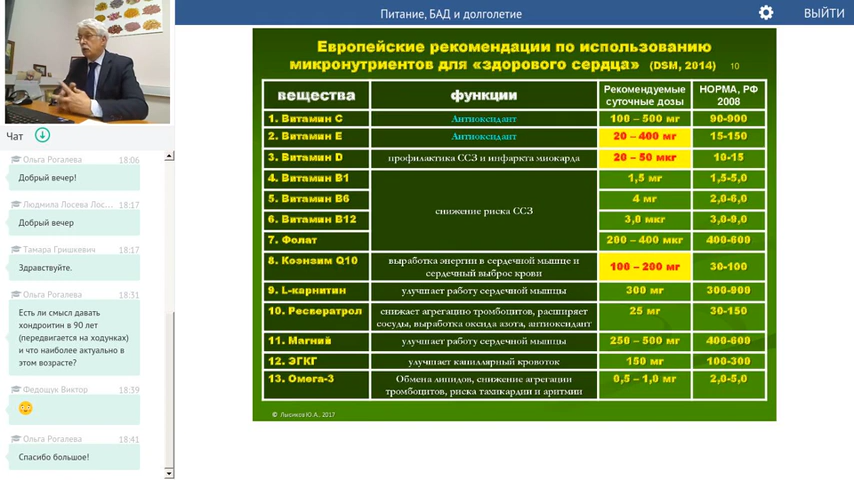 Питание, БАД и долголетие
ВЫЙТИ
Чат
Ольга Рогалева 18:06
Добрый вечер!
Людмила Лосева Лос... 18:17
Добрый вечер
Тамара Гришкевич 18:17
Здравствуйте.
Ольга Рогалева 18:31
Есть ли смысл давать
хондроитин в 90 лет
(передвигается на ходунках)
и что наиболее актуально в
этом возрасте?
Федощук Виктор 18:39
Ольга Рогалева 18:41
Спасибо большое!
Европейские рекомендации по использованию
микронутриентов для «здорового сердца» (DSM, 2014) 10
вещества функции Рекомендуемые суточные дозы НОРМА, РФ 2008
1. Витамин С Антиоксидант 100 – 500 мг 90-900
2. Витамин Е Антиоксидант 20 – 400 мг 15-150
3. Витамин D профилактика ССЗ и инфаркта миокарда 20 – 50 мкг 10-15
4. Витамин В1 1,5 мг 1,5-5,0
5. Витамин В6 4 мг 2,0-6,0
снижение риска ССЗ
6. Витамин В12 3,0 мкг 3,0-9,0
7. Фолат 200 – 400 мкг 400-600
8. Коэнзим Q10 выработка энергии в сердечной мышце и сердечный выброс крови 100 – 200 мг 30-100
9. L-карнитин улучшает работу сердечной мышцы 300 мг 300-900
10. Ресвератрол снижает агрегацию тромбоцитов, расширяет сосуды, выработка оксида азота, антиоксидант 25 мг 30-150
11. Магний улучшает работу сердечной мышцы 250 – 500 мг 400-600
12. ЭГКГ улучшает капиллярный кровоток 150 мг 100-300
13. Омега-3 Обмена липидов, снижение агрегации тромбоцитов, риска тахикардии и аритмии 0,5 – 1,0 мг 2,0-5,0
© Лысиков Ю.А., 2017